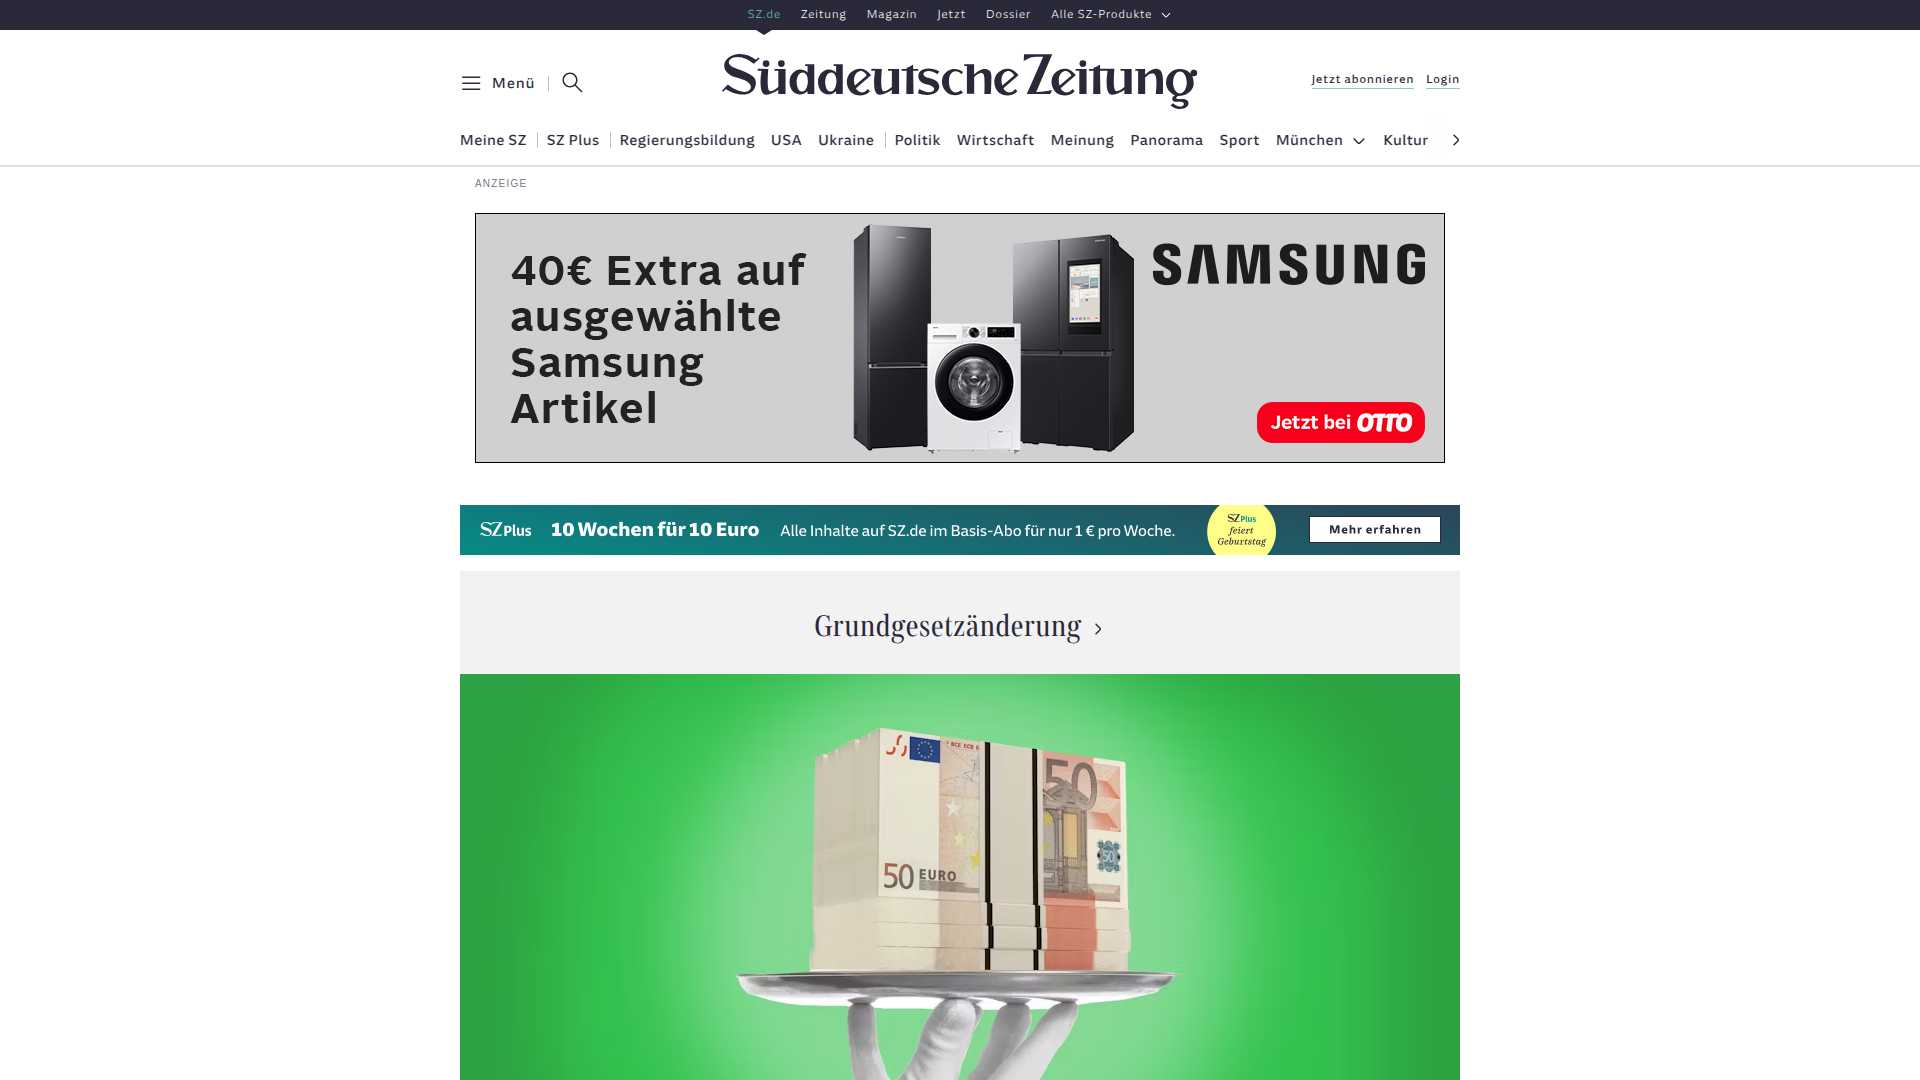 SZ.de Zeitung Magazin Jetzt Dossier Alle SZ-Produkte
Menü
Süddeutsche Zeitung
Jetzt abonnieren Login
Meine SZ SZ Plus Regierungsbildung USA Ukraine Politik Wirtschaft Meinung Panorama Sport München Kultur
ANZEIGE
40€ Extra auf
ausgewählte
Samsung
Artikel
SAMSUNG
Jetzt bei OTTO
SZ Plus 10 Wochen für 10 Euro Alle Inhalte auf SZ.de im Basis-Abo für nur 1 € pro Woche.
SZ Plus
feiert
Geburtstag
Mehr erfahren
Grundgesetzänderung
50
50
50 EURO